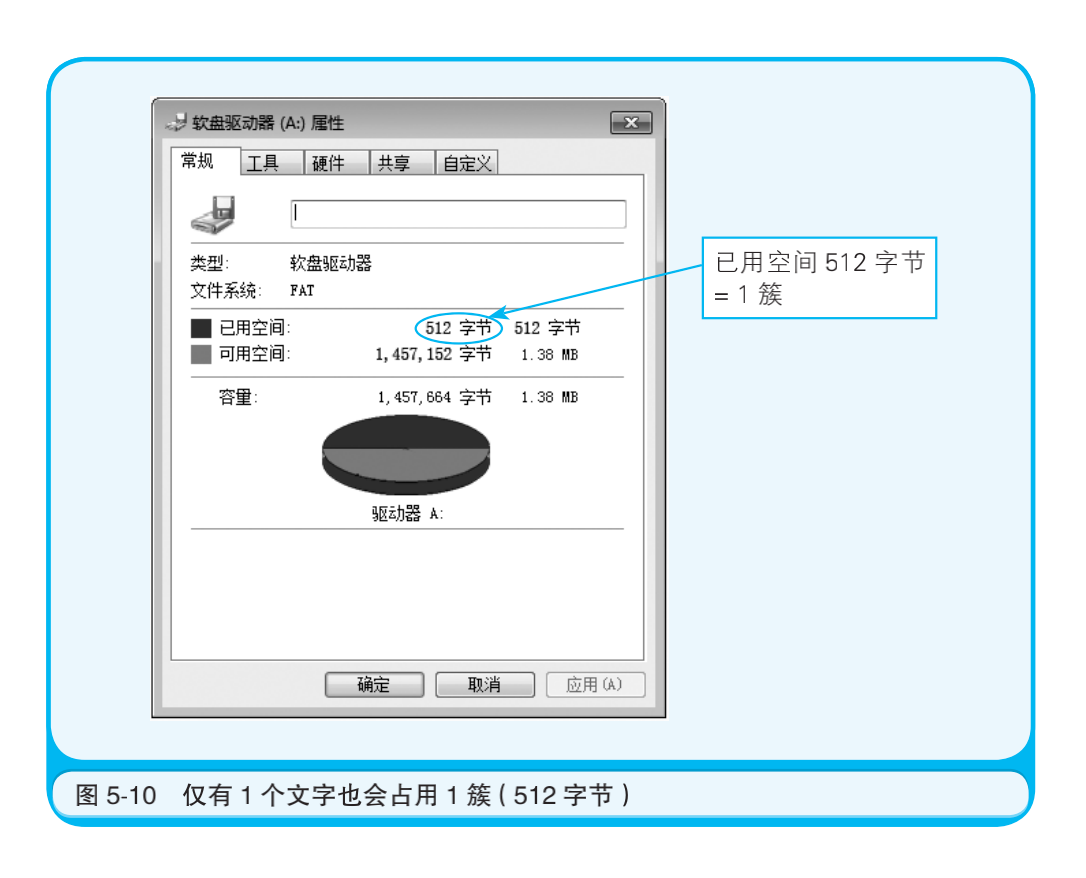 软盘驱动器 (A:) 属性
常规 工具 硬件 共享 自定义
类型: 软盘驱动器
文件系统: FAT
已用空间: 512 字节 512 字节
可用空间: 1,457,152 字节 1.38 MB
容量: 1,457,664 字节 1.38 MB
驱动器 A:
确定 取消 应用(A)
已用空间 512 字节
= 1 簇
图 5-10 仅有 1 个文字也会占用 1 簇 ( 512 字节 )